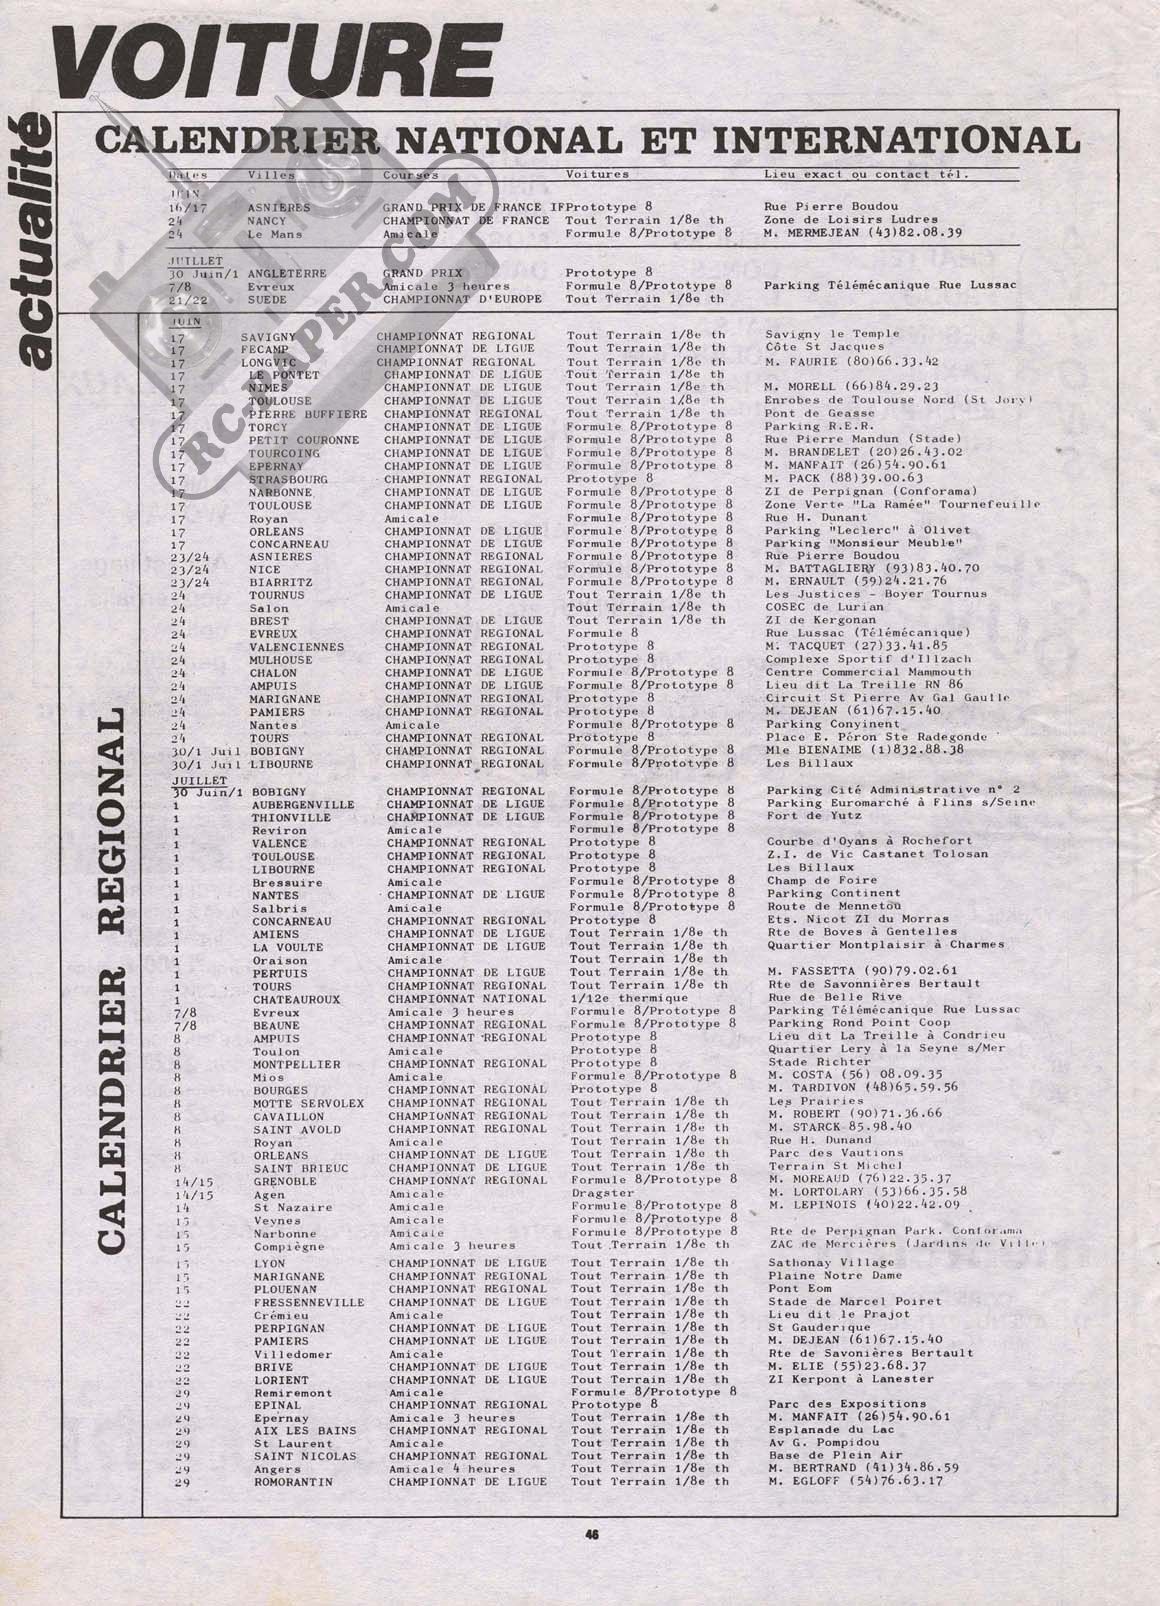 VOITURE
actualité
CALENDRIER NATIONAL ET INTERNATIONAL
Dates Villes Courses Voitures Lieu exact ou contact tél.
JUIN
16/17 ASNIERES GRAND PRIX DE FRANCE IF Prototype 8 Rue Pierre Boudou
24 NANCY CHAMPIONNAT DE FRANCE Tout Terrain 1/8e th Zone de Loisirs Ludres
24 Le Mans Amicale Formule 8/Prototype 8 M. MERMEJEAN (43)82.08.39
JUILLET
30 Juin/1 ANGLETERRE GRAND PRIX Prototype 8
7/8 Evreux Amicale 3 heures Formule 8/Prototype 8 Parking Télémécanique Rue Lussac
21/22 SUEDE CHAMPIONNAT D'EUROPE Tout Terrain 1/8e th
CALENDRIER REGIONAL
JUIN
17 SAVIGNY CHAMPIONNAT REGIONAL Tout Terrain 1/8e th Savigny le Temple
17 FECAMP CHAMPIONNAT DE LIGUE Tout Terrain 1/8e th Côte St Jacques
17 LONGVIC CHAMPIONNAT REGIONAL Tout Terrain 1/8e th M. FAURIE (80)66.33.42
17 LE PONTET CHAMPIONNAT DE LIGUE Tout Terrain 1/8e th
17 NIMES CHAMPIONNAT DE LIGUE Tout Terrain 1/8e th M. MORELL (66)84.29.23
17 TOULOUSE CHAMPIONNAT DE LIGUE Tout Terrain 1/8e th Enrobes de Toulouse Nord (St Jory)
17 PIERRE BUFFIERE CHAMPIONNAT REGIONAL Tout Terrain 1/8e th Pont de Geasse
17 TORCY CHAMPIONNAT DE LIGUE Formule 8/Prototype 8 Parking R.E.R.
17 PETIT COURONNE CHAMPIONNAT DE LIGUE Formule 8/Prototype 8 Rue Pierre Mandun (Stade)
17 TOURCOING CHAMPIONNAT DE LIGUE Formule 8/Prototype 8 M. BRANDELET (20)26.43.02
17 EPERNAY CHAMPIONNAT DE LIGUE Formule 8/Prototype 8 M. MANFAIT (26)54.90.61
17 STRASBOURG CHAMPIONNAT REGIONAL Prototype 8 M. PACK (88)39.00.63
17 NARBONNE CHAMPIONNAT DE LIGUE Formule 8/Prototype 8 ZI de Perpignan (Conforama)
17 TOULOUSE CHAMPIONNAT DE LIGUE Formule 8/Prototype 8 Zone Verte "La Ramée" Tournefeuille
17 Royan Amicale Formule 8/Prototype 8 Rue H. Dunant
17 ORLEANS CHAMPIONNAT DE LIGUE Formule 8/Prototype 8 Parking "Leclerc" à Olivet
17 CONCARNEAU CHAMPIONNAT DE LIGUE Formule 8/Prototype 8 Parking "Monsieur Meuble"
23/24 ASNIERES CHAMPIONNAT REGIONAL Formule 8/Prototype 8 Rue Pierre Boudou
23/24 NICE CHAMPIONNAT REGIONAL Formule 8/Prototype 8 M. BATTAGLIERY (93)83.40.70
23/24 BIARRITZ CHAMPIONNAT DE LIGUE Formule 8/Prototype 8 M. ERNAULT (59)24.21.76
24 TOURNUS CHAMPIONNAT DE LIGUE Tout Terrain 1/8e th Les Justices - Boyer Tournus
24 Salon Amicale Tout Terrain 1/8e th COSEC de Lurian
24 BREST CHAMPIONNAT DE LIGUE Tout Terrain 1/8e th ZI de Kergonan
24 EVREUX CHAMPIONNAT REGIONAL Formule 8 Rue Lussac (Télémécanique)
24 VALENCIENNES CHAMPIONNAT REGIONAL Prototype 8 M. TACQUET (27)33.41.85
24 MULHOUSE CHAMPIONNAT REGIONAL Prototype 8 Complexe Sportif d'Illzach
24 CHALON CHAMPIONNAT DE LIGUE Formule 8/Prototype 8 Centre Commercial Mammouth
24 AMPUIS CHAMPIONNAT DE LIGUE Formule 8/Prototype 8 Lieu dit La Treille RN 86
24 MARIGNANE CHAMPIONNAT REGIONAL Prototype 8 Circuit St Pierre Av Gal Gaulle
24 PAMIERS CHAMPIONNAT REGIONAL Prototype 8 M. DEJEAN (61)67.15.40
24 Nantes Amicale Formule 8/Prototype 8 Parking Conyinent
24 TOURS CHAMPIONNAT REGIONAL Prototype 8 Place E. Péron Ste Radegonde
30/1 Juil BOBIGNY CHAMPIONNAT REGIONAL Formule 8/Prototype 8 Mle BIENAIME (1)832.88.38
30/1 Juil LIBOURNE CHAMPIONNAT REGIONAL Formule 8/Prototype 8 Les Billaux
JUILLET
30 Juin/1 BOBIGNY CHAMPIONNAT REGIONAL Formule 8/Prototype 8 Parking Cité Administrative n° 2
1 AUBERGENVILLE CHAMPIONNAT DE LIGUE Formule 8/Prototype 8 Parking Euromarché à Flins s/Seine
1 THIONVILLE CHAMPIONNAT DE LIGUE Formule 8/Prototype 8 Fort de Yutz
1 Reviron Amicale Formule 8/Prototype 8
1 VALENCE CHAMPIONNAT REGIONAL Prototype 8 Courbe d'Oyans à Rochefort
1 TOULOUSE CHAMPIONNAT REGIONAL Prototype 8 Z.I. de Vic Castanet Tolosan
1 LIBOURNE CHAMPIONNAT REGIONAL Prototype 8 Les Billaux
1 Bressuire Amicale Formule 8/Prototype 8 Champ de Foire
1 NANTES CHAMPIONNAT DE LIGUE Formule 8/Prototype 8 Parking Continent
1 Salbris Amicale Formule 8/Prototype 8 Route de Mennetou
1 CONCARNEAU CHAMPIONNAT REGIONAL Prototype 8 Ets. Nicot ZI du Morras
1 AMIENS CHAMPIONNAT DE LIGUE Tout Terrain 1/8e th Rte de Boves à Gentelles
1 LA VOULTE CHAMPIONNAT REGIONAL Tout Terrain 1/8e th Quartier Montplaisir à Charmes
1 Oraison Amicale Tout Terrain 1/8e th
1 PERTUIS CHAMPIONNAT DE LIGUE Tout Terrain 1/8e th M. FASSETTA (90)79.02.61
1 TOURS CHAMPIONNAT REGIONAL Tout Terrain 1/8e th Rte de Savonnières Bertault
1 CHATEAUROUX CHAMPIONNAT NATIONAL 1/12e thermique Rue de Belle Rive
7/8 Evreux Amicale 3 heures Formule 8/Prototype 8 Parking Télémécanique Rue Lussac
7/8 BEAUNE CHAMPIONNAT REGIONAL Formule 8/Prototype 8 Parking Rond Point Coop
8 AMPUIS CHAMPIONNAT REGIONAL Prototype 8 Lieu dit La Treille à Condrieu
8 Toulon Amicale Prototype 8 Quartier Lery à la Seyne s/Mer
8 MONTPELLIER CHAMPIONNAT REGIONAL Prototype 8 Stade Richter
8 Mios Amicale Formule 8/Prototype 8 M. COSTA (56) 08.09.35
8 BOURGES CHAMPIONNAT REGIONAL Prototype 8 M. TARDIVON (48)65.59.56
8 MOTTE SERVOLEX CHAMPIONNAT REGIONAL Tout Terrain 1/8e th Les Prairies
8 CAVAILLON CHAMPIONNAT REGIONAL Tout Terrain 1/8e th M. ROBERT (90)71.36.66
8 SAINT AVOLD CHAMPIONNAT REGIONAL Tout Terrain 1/8e th M. STARCK 85.98.40
8 Royan Amicale Tout Terrain 1/8e th Rue H. Dunand
8 ORLEANS CHAMPIONNAT DE LIGUE Tout Terrain 1/8e th Parc des Vautions
8 SAINT BRIEUC CHAMPIONNAT DE LIGUE Tout Terrain 1/8e th Terrain St Michel
14/15 GRENOBLE CHAMPIONNAT REGIONAL Formule 8/Prototype 8 M. MOREAUD (76)22.35.37
14/15 Agen Amicale Dragster M. LORTOLARY (53)66.35.58
14 St Nazaire Amicale Formule 8/Prototype 8 M. LEPINOIS (40)22.42.09
15 Veynes Amicale Formule 8/Prototype 8
15 Narbonne Amicale Formule 8/Prototype 8 Rte de Perpignan Park. Conforama
15 Compiègne Amicale 3 heures Tout Terrain 1/8e th ZAC de Mercières (Jardins de Ville)
15 LYON CHAMPIONNAT DE LIGUE Tout Terrain 1/8e th Sathonay Village
15 MARIGNANE CHAMPIONNAT REGIONAL Tout Terrain 1/8e th Plaine Notre Dame
15 PLOUENAN CHAMPIONNAT REGIONAL Tout Terrain 1/8e th Pont Eom
22 FRESSENNEVILLE CHAMPIONNAT DE LIGUE Tout Terrain 1/8e th Stade de Marcel Poiret
22 Crémieu Amicale Tout Terrain 1/8e th Lieu dit le Prajot
22 PERPIGNAN CHAMPIONNAT DE LIGUE Tout Terrain 1/8e th St Gauderique
22 PAMIERS CHAMPIONNAT DE LIGUE Tout Terrain 1/8e th M. DEJEAN (61)67.15.40
22 Villedomer Amicale Tout Terrain 1/8e th Rte de Savonières Bertault
22 BRIVE CHAMPIONNAT DE LIGUE Tout Terrain 1/8e th M. ELIE (55)23.68.37
22 LORIENT CHAMPIONNAT DE LIGUE Tout Terrain 1/8e th ZI Kerpont à Lanester
29 Remiremont Amicale Formule 8/Prototype 8
29 EPINAL CHAMPIONNAT REGIONAL Prototype 8 Parc des Expositions
29 Epernay Amicale 3 heures Tout Terrain 1/8e th M. MANFAIT (26)54.90.61
29 AIX LES BAINS CHAMPIONNAT REGIONAL Tout Terrain 1/8e th Esplanade du Lac
29 St Laurent Amicale Tout Terrain 1/8e th Av G. Pompidou
29 SAINT NICOLAS CHAMPIONNAT REGIONAL Tout Terrain 1/8e th Base de Plein Air
29 Angers Amicale 4 heures Tout Terrain 1/8e th M. BERTRAND (41)34.86.59
29 ROMORANTIN CHAMPIONNAT DE LIGUE Tout Terrain 1/8e th M. EGLOFF (54)76.63.17
46
RC.PAPER.COM